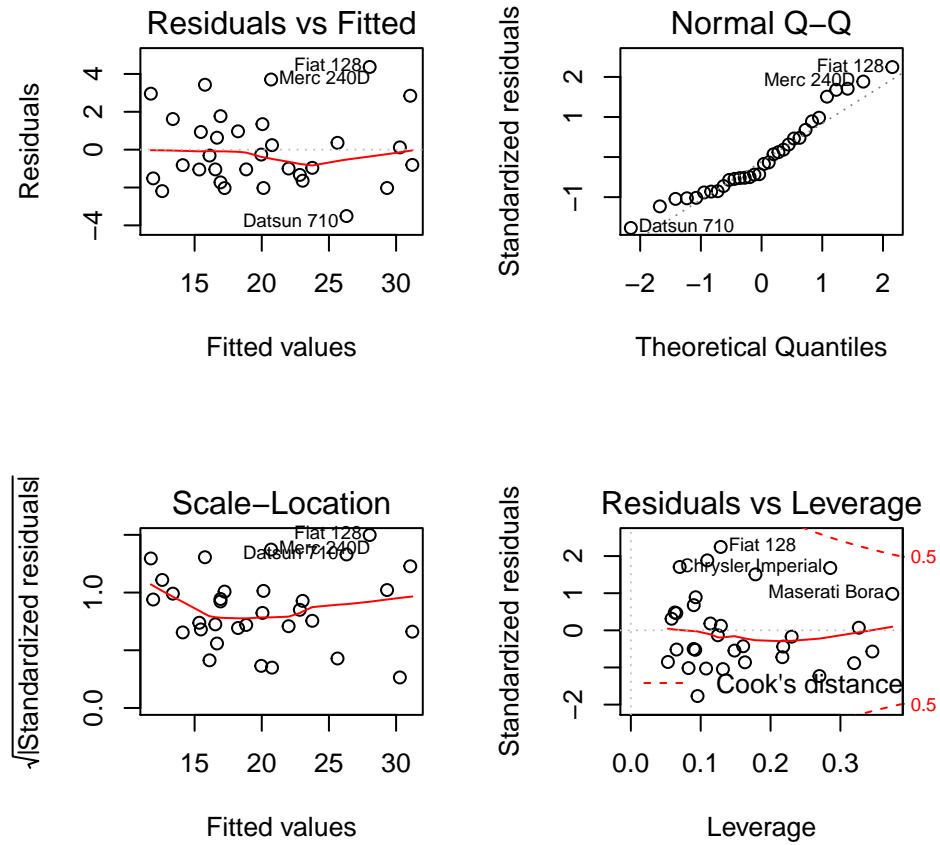 Residuals vs Fitted
Residuals
4
2
0
−4
Fiat 128
Merc 240D
Datsun 710
15 20 25 30
Fitted values
Normal Q−Q
Standardized residuals
2
1
−1
Fiat 128
Merc 240D
Datsun 710
−2 −1 0 1 2
Theoretical Quantiles
Scale−Location
√|Standardized residuals|
1.0
0.0
Fiat 128
Merc 240D
Datsun 710
15 20 25 30
Fitted values
Residuals vs Leverage
Standardized residuals
2
1
0
−2
Fiat 128
Chrysler Imperial
Maserati Bora
Cook's distance
0.5
0.5
0.0 0.1 0.2 0.3
Leverage